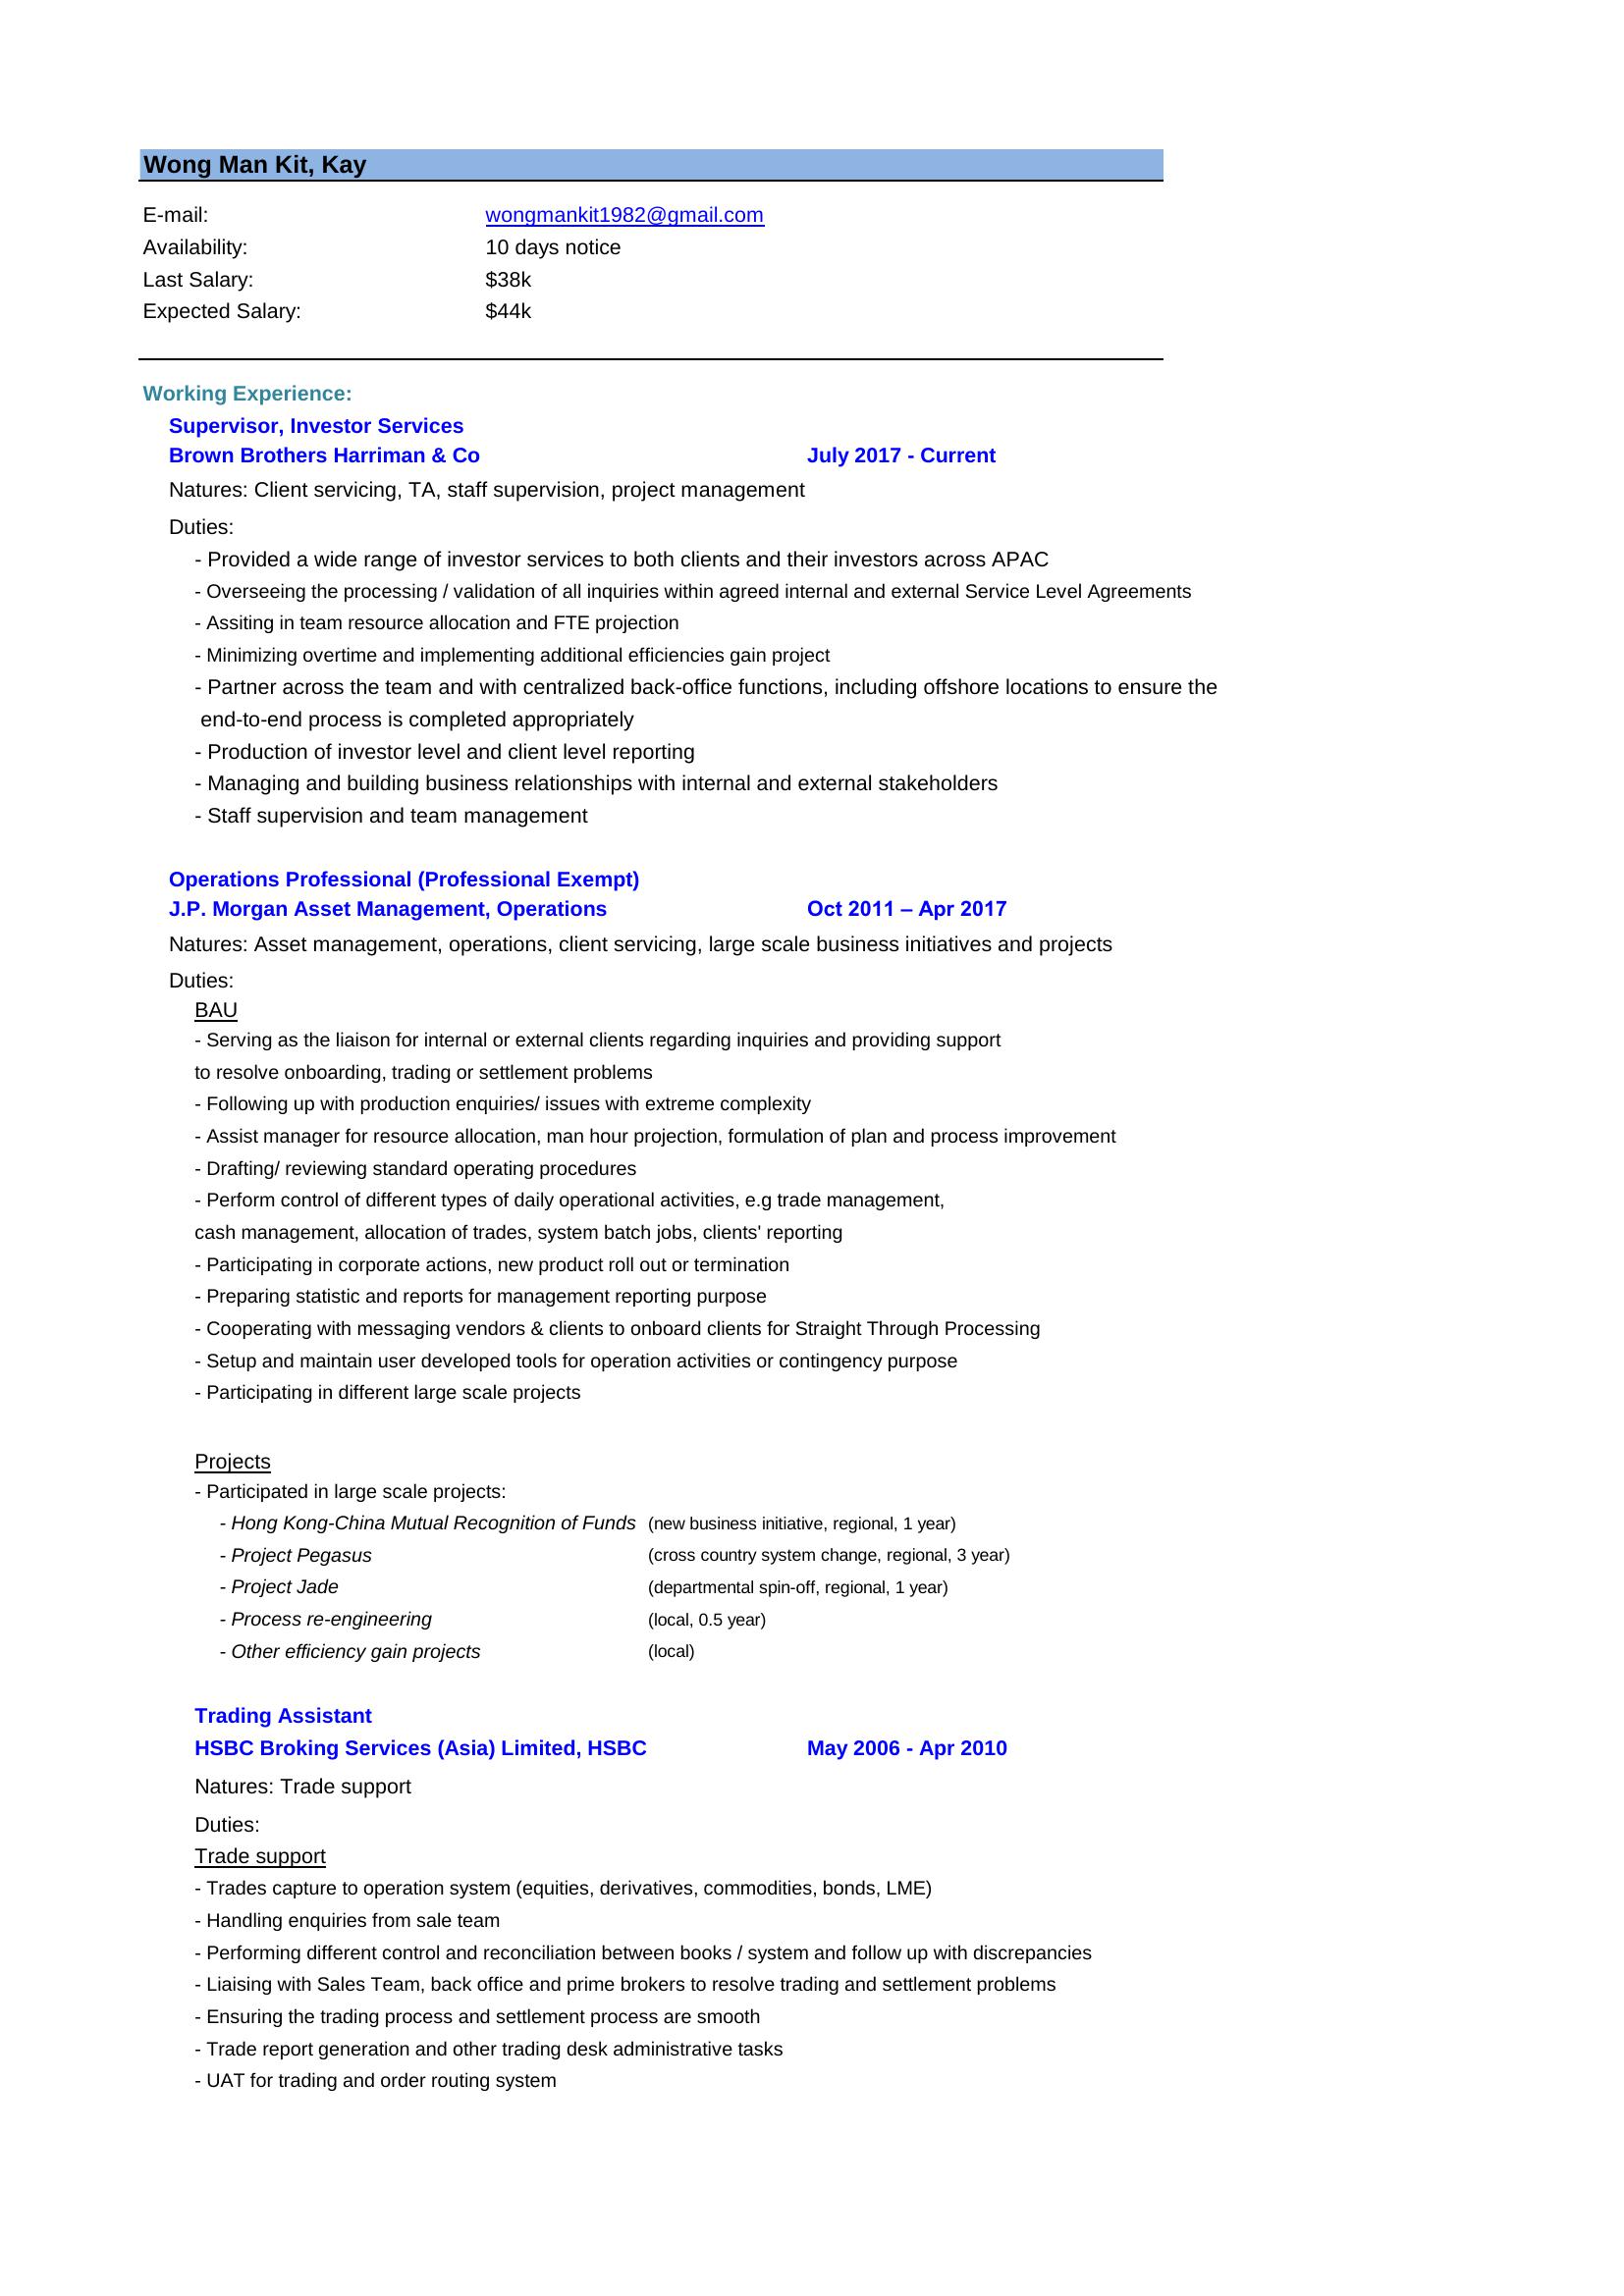 Wong Man Kit, Kay
E-mail: wongmankit1982@gmail.com
Availability: 10 days notice
Last Salary: $38k
Expected Salary: $44k
Working Experience:
Supervisor, Investor Services
Brown Brothers Harriman & Co July 2017 - Current
Natures: Client servicing, TA, staff supervision, project management
Duties:
- Provided a wide range of investor services to both clients and their investors across APAC
- Overseeing the processing / validation of all inquiries within agreed internal and external Service Level Agreements
- Assiting in team resource allocation and FTE projection
- Minimizing overtime and implementing additional efficiencies gain project
- Partner across the team and with centralized back-office functions, including offshore locations to ensure the
end-to-end process is completed appropriately
- Production of investor level and client level reporting
- Managing and building business relationships with internal and external stakeholders
- Staff supervision and team management
Operations Professional (Professional Exempt)
J.P. Morgan Asset Management, Operations Oct 2011 – Apr 2017
Natures: Asset management, operations, client servicing, large scale business initiatives and projects
Duties:
BAU
- Serving as the liaison for internal or external clients regarding inquiries and providing support
to resolve onboarding, trading or settlement problems
- Following up with production enquiries/ issues with extreme complexity
- Assist manager for resource allocation, man hour projection, formulation of plan and process improvement
- Drafting/ reviewing standard operating procedures
- Perform control of different types of daily operational activities, e.g trade management,
cash management, allocation of trades, system batch jobs, clients' reporting
- Participating in corporate actions, new product roll out or termination
- Preparing statistic and reports for management reporting purpose
- Cooperating with messaging vendors & clients to onboard clients for Straight Through Processing
- Setup and maintain user developed tools for operation activities or contingency purpose
- Participating in different large scale projects
Projects
- Participated in large scale projects:
- Hong Kong-China Mutual Recognition of Funds (new business initiative, regional, 1 year)
- Project Pegasus (cross country system change, regional, 3 year)
- Project Jade (departmental spin-off, regional, 1 year)
- Process re-engineering (local, 0.5 year)
- Other efficiency gain projects (local)
Trading Assistant
HSBC Broking Services (Asia) Limited, HSBC May 2006 - Apr 2010
Natures: Trade support
Duties:
Trade support
- Trades capture to operation system (equities, derivatives, commodities, bonds, LME)
- Handling enquiries from sale team
- Performing different control and reconciliation between books / system and follow up with discrepancies
- Liaising with Sales Team, back office and prime brokers to resolve trading and settlement problems
- Ensuring the trading process and settlement process are smooth
- Trade report generation and other trading desk administrative tasks
- UAT for trading and order routing system